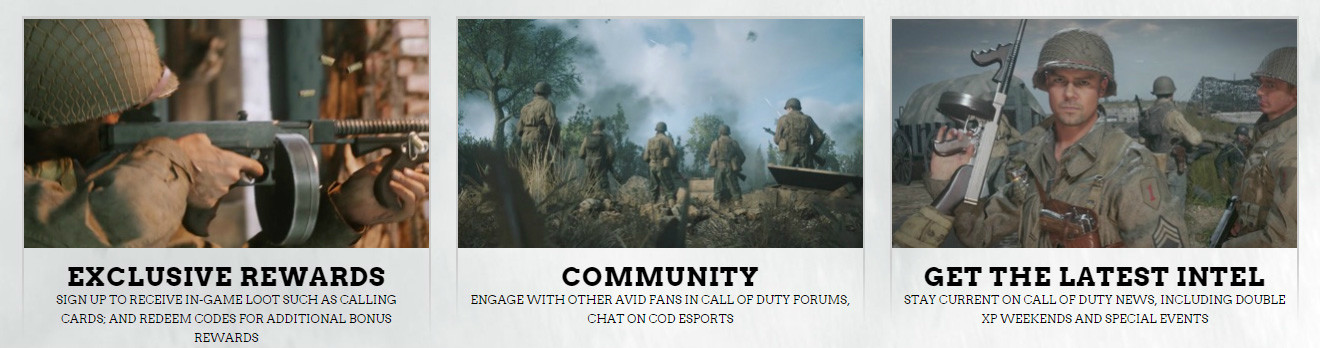 EXCLUSIVE REWARDS
SIGN UP TO RECEIVE IN-GAME LOOT SUCH AS CALLING
CARDS; AND REDEEM CODES FOR ADDITIONAL BONUS
REWARDS
COMMUNITY
ENGAGE WITH OTHER AVID FANS IN CALL OF DUTY FORUMS,
CHAT ON COD ESPORTS
GET THE LATEST INTEL
STAY CURRENT ON CALL OF DUTY NEWS, INCLUDING DOUBLE
XP WEEKENDS AND SPECIAL EVENTS